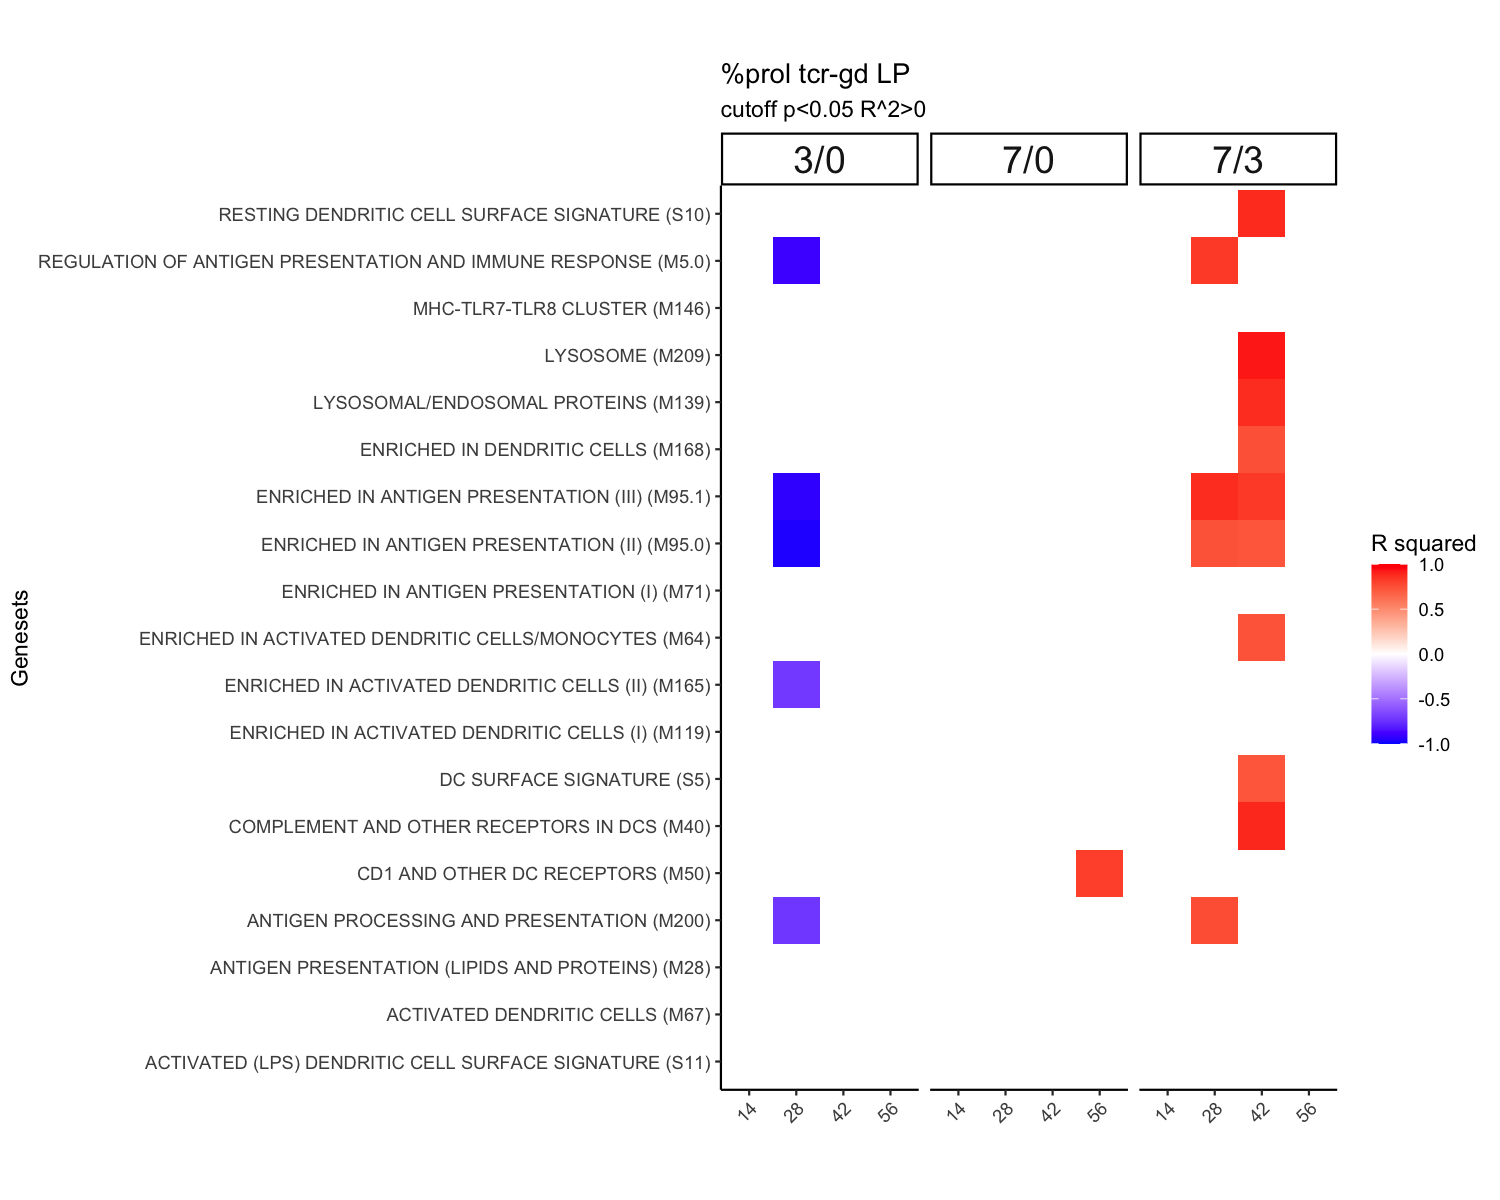 %prol tcr-gd LP
cutoff p<0.05 R^2>0
3/0 7/0 7/3
RESTING DENDRITIC CELL SURFACE SIGNATURE (S10)
REGULATION OF ANTIGEN PRESENTATION AND IMMUNE RESPONSE (M5.0)
MHC-TLR7-TLR8 CLUSTER (M146)
LYSOSOME (M209)
LYSOSOMAL/ENDOSOMAL PROTEINS (M139)
ENRICHED IN DENDRITIC CELLS (M168)
ENRICHED IN ANTIGEN PRESENTATION (III) (M95.1)
ENRICHED IN ANTIGEN PRESENTATION (II) (M95.0)
ENRICHED IN ANTIGEN PRESENTATION (I) (M71)
ENRICHED IN ACTIVATED DENDRITIC CELLS/MONOCYTES (M64)
ENRICHED IN ACTIVATED DENDRITIC CELLS (II) (M165)
ENRICHED IN ACTIVATED DENDRITIC CELLS (I) (M119)
DC SURFACE SIGNATURE (S5)
COMPLEMENT AND OTHER RECEPTORS IN DCS (M40)
CD1 AND OTHER DC RECEPTORS (M50)
ANTIGEN PROCESSING AND PRESENTATION (M200)
ANTIGEN PRESENTATION (LIPIDS AND PROTEINS) (M28)
ACTIVATED DENDRITIC CELLS (M67)
ACTIVATED (LPS) DENDRITIC CELL SURFACE SIGNATURE (S11)
Genesets
14 28 42 56 14 28 42 56 14 28 42 56
R squared
1.0
0.5
0.0
-0.5
-1.0